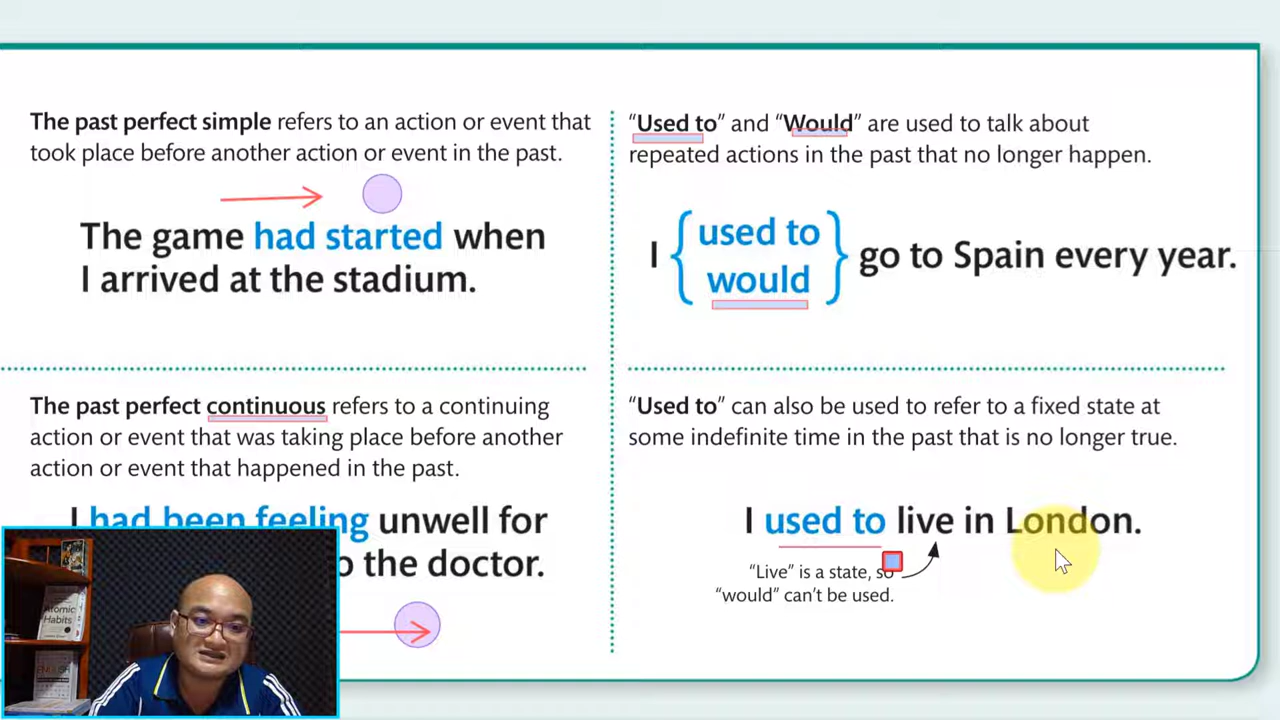 The past perfect simple refers to an action or event that
took place before another action or event in the past.
The game had started when
I arrived at the stadium.
"Used to" and "Would" are used to talk about
repeated actions in the past that no longer happen.
I { used to
would } go to Spain every year.
The past perfect continuous refers to a continuing
action or event that was taking place before another
action or event that happened in the past.
I had been feeling unwell for
the doctor.
"Used to" can also be used to refer to a fixed state at
some indefinite time in the past that is no longer true.
I used to live in London.
"Live" is a state, so
"would" can't be used.
Atomic
Habits
ENGLISH